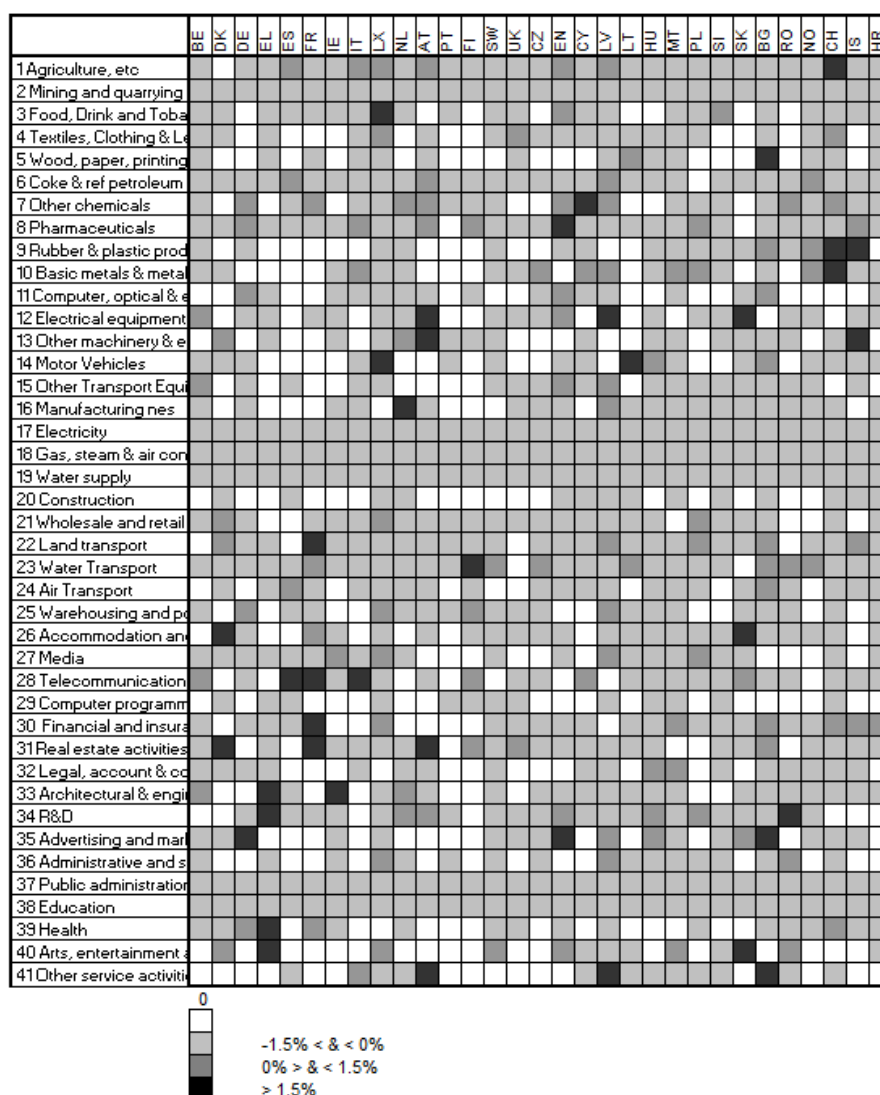 BE DK DE EL ES FR IE IT LX NL AT PT FI SW UK CZ EN CY LV LT HU MT PL SI SK BG RO NO CH IS HR
1 Agriculture, etc
2 Mining and quarrying
3 Food, Drink and Toba
4 Textiles, Clothing & Le
5 Wood, paper, printing
6 Coke & ref petroleum
7 Other chemicals
8 Pharmaceuticals
9 Rubber & plastic prod
10 Basic metals & metal
11 Computer, optical & e
12 Electrical equipment
13 Other machinery & e
14 Motor Vehicles
15 Other Transport Equi
16 Manufacturing nes
17 Electricity
18 Gas, steam & air con
19 Water supply
20 Construction
21 Wholesale and retail
22 Land transport
23 Water Transport
24 Air Transport
25 Warehousing and po
26 Accommodation and
27 Media
28 Telecommunication
29 Computer programm
30 Financial and insura
31 Real estate activities
32 Legal, account & co
33 Architectural & engi
34 R&D
35 Advertising and mar
36 Administrative and s
37 Public administration
38 Education
39 Health
40 Arts, entertainment a
41 Other service activiti
0
-1.5% < & < 0%
0% > & < 1.5%
> 1.5%